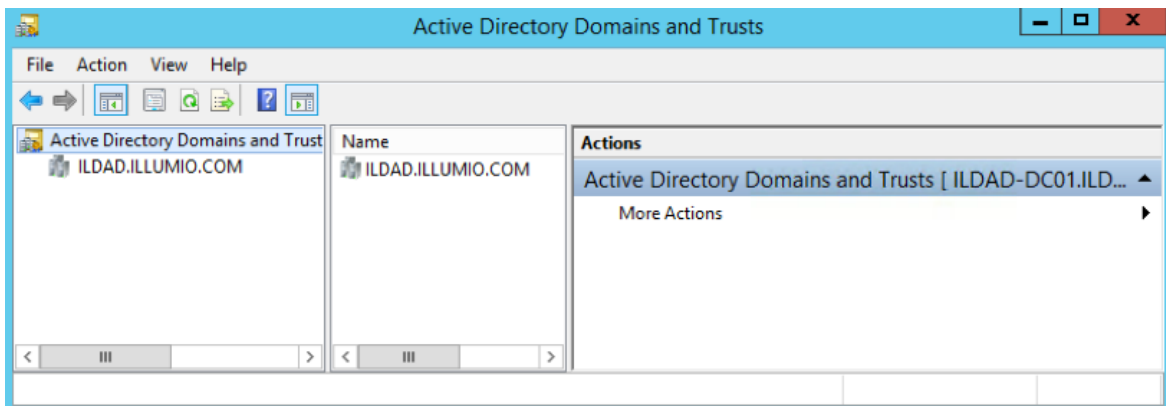 Active Directory Domains and Trusts
File Action View Help
Active Directory Domains and Trust
ILDAD.ILLUMIO.COM
Name
ILDAD.ILLUMIO.COM
Actions
Active Directory Domains and Trusts [ ILDAD-DC01.ILD...
More Actions